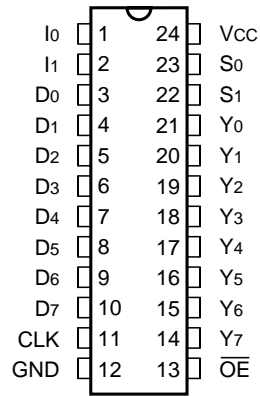 I0 1 24 VCC
I1 2 23 S0
D0 3 22 S1
D1 4 21 Y0
D2 5 20 Y1
D3 6 19 Y2
D4 7 18 Y3
D5 8 17 Y4
D6 9 16 Y5
D7 10 15 Y6
CLK 11 14 Y7
GND 12 13 O̅E̅